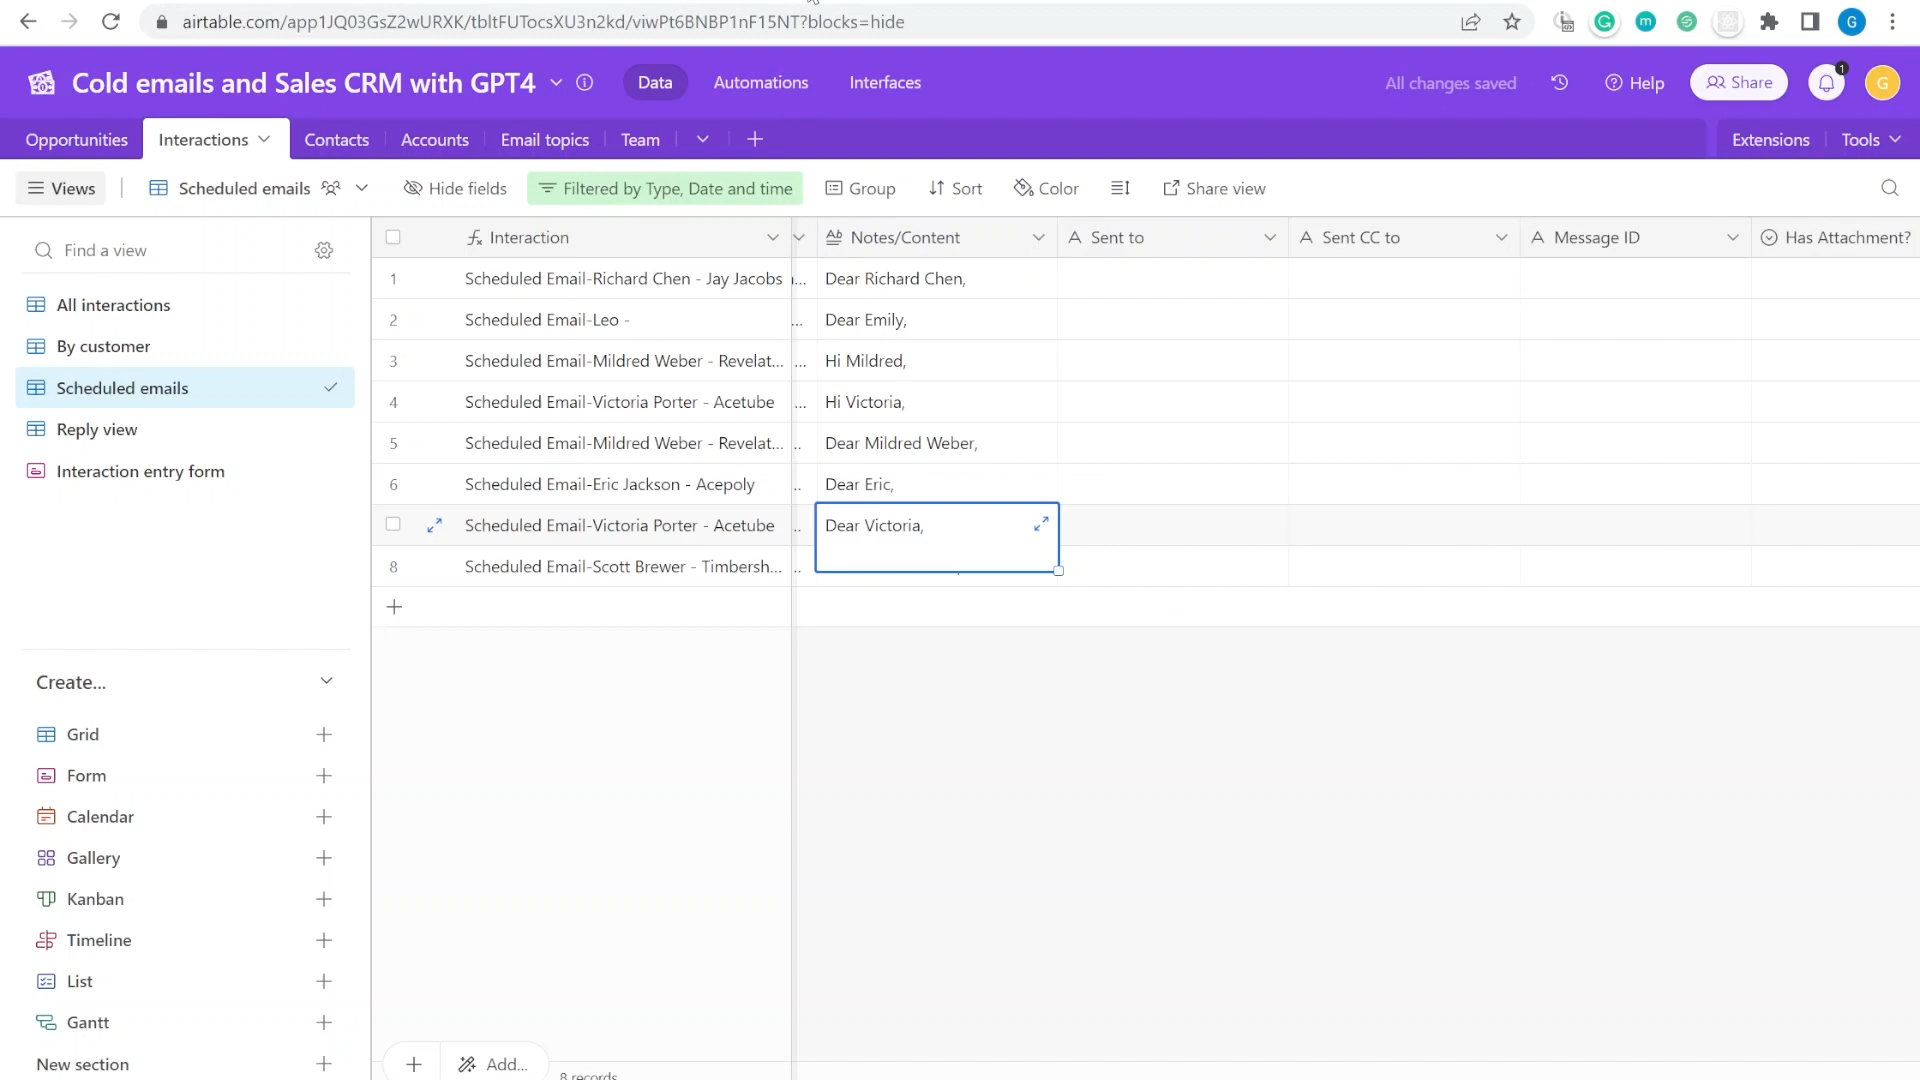 airtable.com/app1JQ03GsZ2wURXK/tbltFUTocsXU3n2kd/viwPt6BNBP1nF15NT?blocks=hide
G
m
G
Cold emails and Sales CRM with GPT4
Data
Automations
Interfaces
All changes saved
Help
Share
1
G
Opportunities
Interactions
Contacts
Accounts
Email topics
Team
Extensions
Tools
Views
Scheduled emails
Hide fields
Filtered by Type, Date and time
Group
Sort
Color
Share view
Find a view
All interactions
By customer
Scheduled emails
Reply view
Interaction entry form
Interaction
Notes/Content
Sent to
Sent CC to
Message ID
Has Attachment?
1 Scheduled Email-Richard Chen - Jay Jacobs ... Dear Richard Chen,
2 Scheduled Email-Leo - ... Dear Emily,
3 Scheduled Email-Mildred Weber - Revelat... ... Hi Mildred,
4 Scheduled Email-Victoria Porter - Acetube ... Hi Victoria,
5 Scheduled Email-Mildred Weber - Revelat... .. Dear Mildred Weber,
6 Scheduled Email-Eric Jackson - Acepoly .. Dear Eric,
Scheduled Email-Victoria Porter - Acetube .. Dear Victoria,
8 Scheduled Email-Scott Brewer - Timbersh... ..
Create...
Grid
Form
Calendar
Gallery
Kanban
Timeline
List
Gantt
New section
Add...
8 records